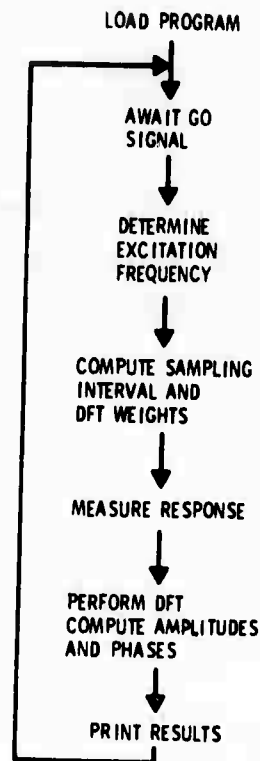 LOAD PROGRAM
AWAIT GO
SIGNAL
DETERMINE
EXCITATION
FREQUENCY
COMPUTE SAMPLING
INTERVAL AND
DFT WEIGHTS
MEASURE RESPONSE
PERFORM DFT
COMPUTE AMPLITUDES
AND PHASES
PRINT RESULTS